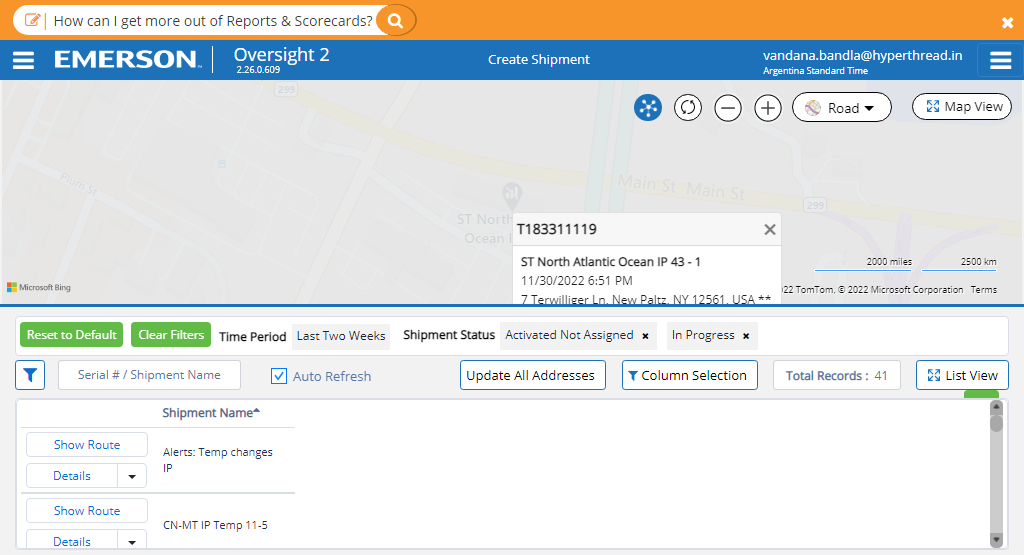 How can I get more out of Reports & Scorecards?
EMERSON
Oversight 2
2.26.0.609
Create Shipment
vandana.bandla@hyperthread.in
Argentina Standard Time
299
Road
Map View
Plum St
Main St Main St
299
ST North
Ocean I
T183311119
ST North Atlantic Ocean IP 43 - 1
11/30/2022 6:51 PM
7 Terwilliger Ln, New Paltz, NY 12561, USA **
2000 miles
2500 km
Microsoft Bing
22 TomTom, © 2022 Microsoft Corporation Terms
Reset to Default
Clear Filters
Time Period
Last Two Weeks
Shipment Status
Activated Not Assigned ×
In Progress ×
Serial # / Shipment Name
Auto Refresh
Update All Addresses
Column Selection
Total Records : 41
List View
Shipment Name
Show Route
Details
Alerts: Temp changes
IP
Show Route
Details
CN-MT IP Temp 11-5